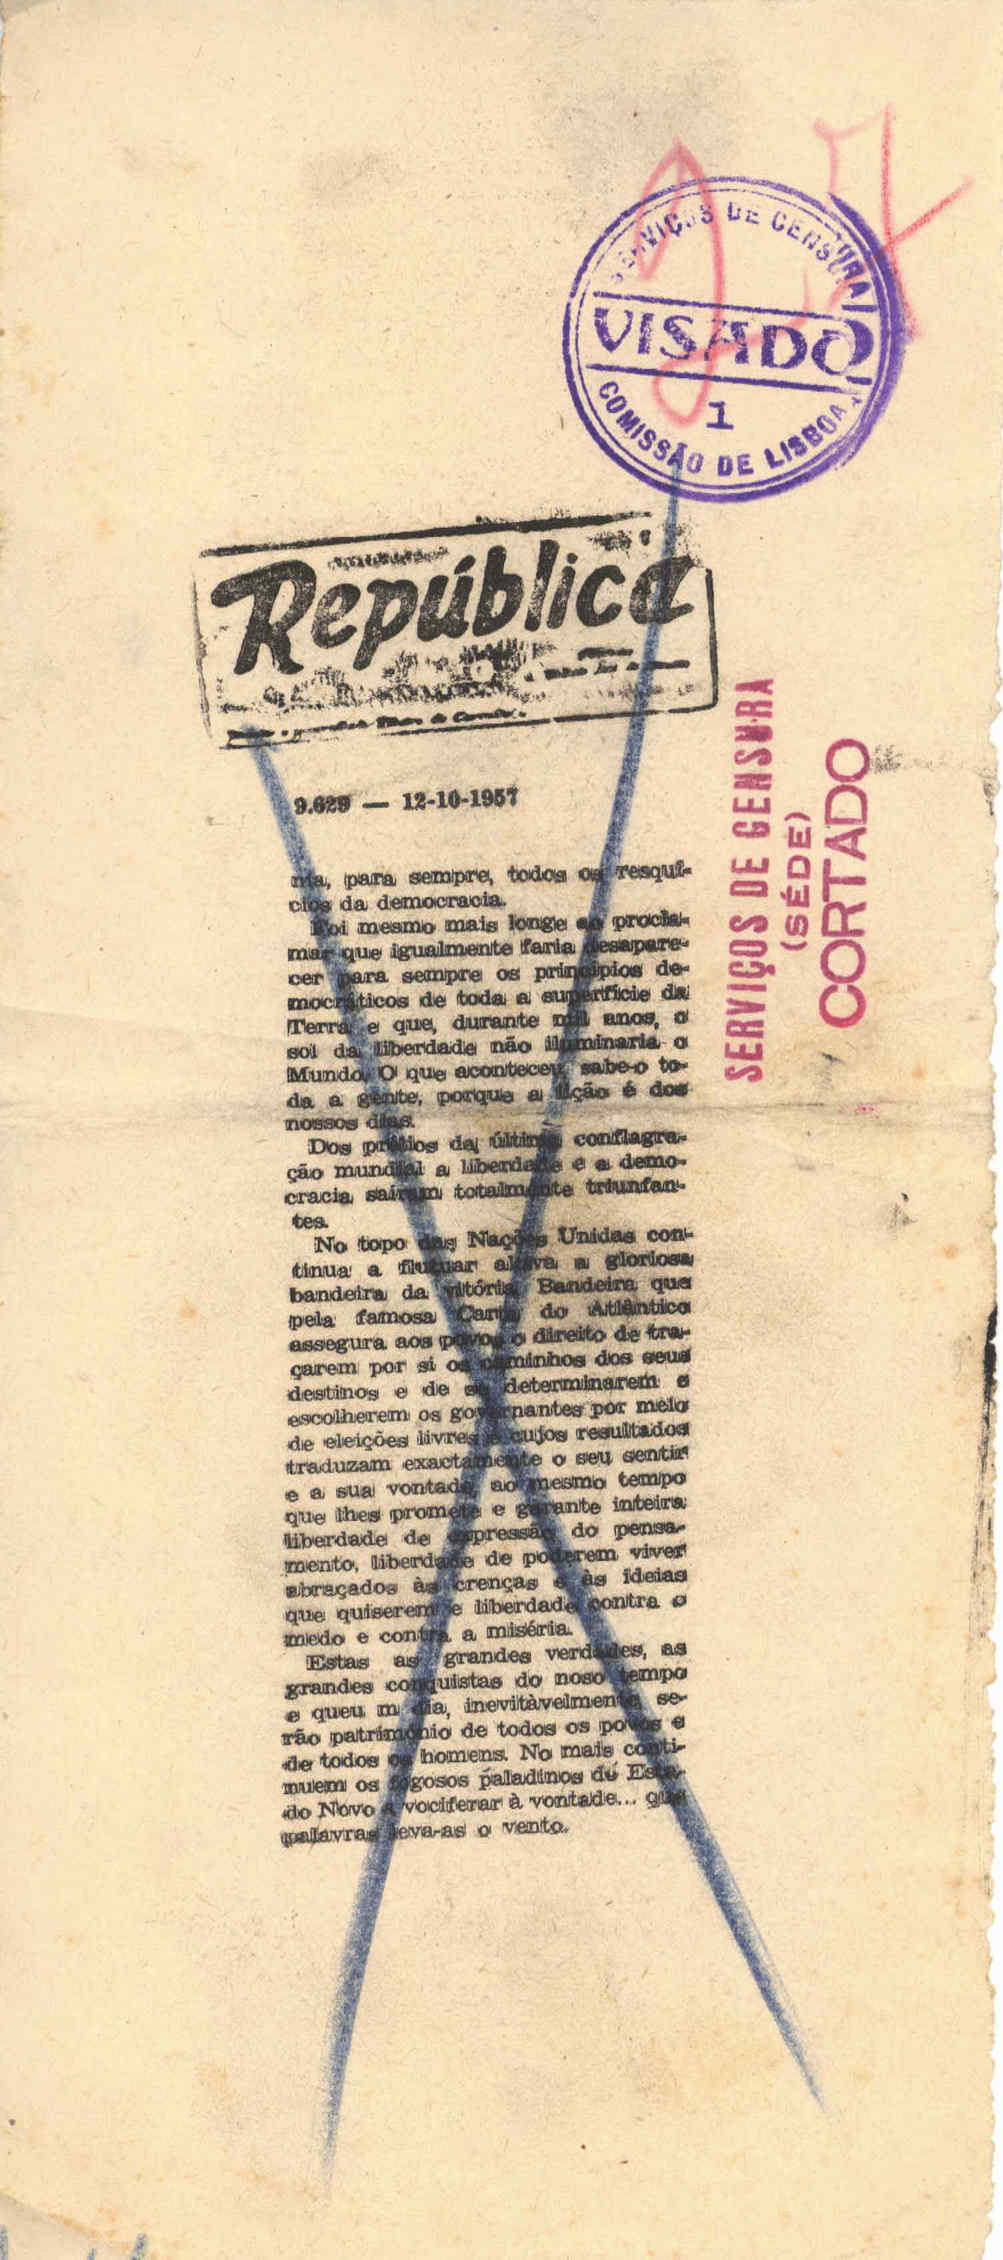 SERVIÇOS DE CENSURA
VISADO
1
COMISSÃO DE LISBOA
República
9.629 — 12-10-1957
SERVIÇOS DE CENSURA
(SÉDE)
CORTADO
ria, para sempre, todos os resquí-
cios da democracia.
Foi mesmo mais longe ao procla-
mar que igualmente faria desapare-
cer para sempre os princípios de-
mocráticos de toda a superfície da
Terra e que, durante mil anos, o
sol da liberdade não iluminaria o
Mundo. O que aconteceu, sabe-o to-
da a gente, porque a lição é dos
nossos dias.
Dos prélios da última conflagra-
ção mundial a liberdade e a demo-
cracia saíram totalmente triunfan-
tes.
No topo das Nações Unidas con-
tinua a flutuar altiva a gloriosa
bandeira da vitória. Bandeira que
pela famosa Carta do Atlântico
assegura aos povos o direito de tra-
çarem por si os caminhos dos seus
destinos e de se determinarem e
escolherem os governantes por meio
de eleições livres e cujos resultados
traduzam exactamente o seu sentir
e a sua vontade, ao mesmo tempo
que lhes promete e garante inteira
liberdade de expressão do pensa-
mento, liberdade de poderem viver
abraçados às crenças e às ideias
que quiserem e liberdade contra o
medo e contra a miséria.
Estas as grandes verdades, as
grandes conquistas do noso tempo
e queu m dia, inevitàvelmente, se-
rão património de todos os povos e
de todos os homens. No mais conti-
nuem os fogosos paladinos do Esta-
do Novo a vociferar à vontade... que
palavras leva-as o vento.